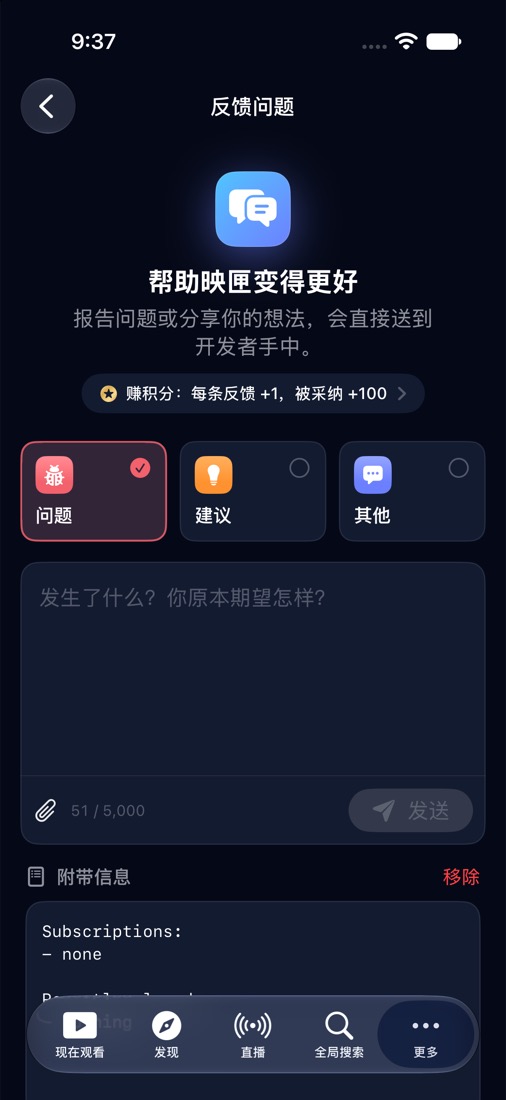 9:37
反馈问题
帮助映匣变得更好
报告问题或分享你的想法，会直接送到
开发者手中。
赚积分：每条反馈 +1，被采纳 +100
问题
建议
其他
发生了什么？你原本期望怎样？
51 / 5,000
发送
附带信息
移除
Subscriptions:
– none
现在观看
发现
直播
全局搜索
更多